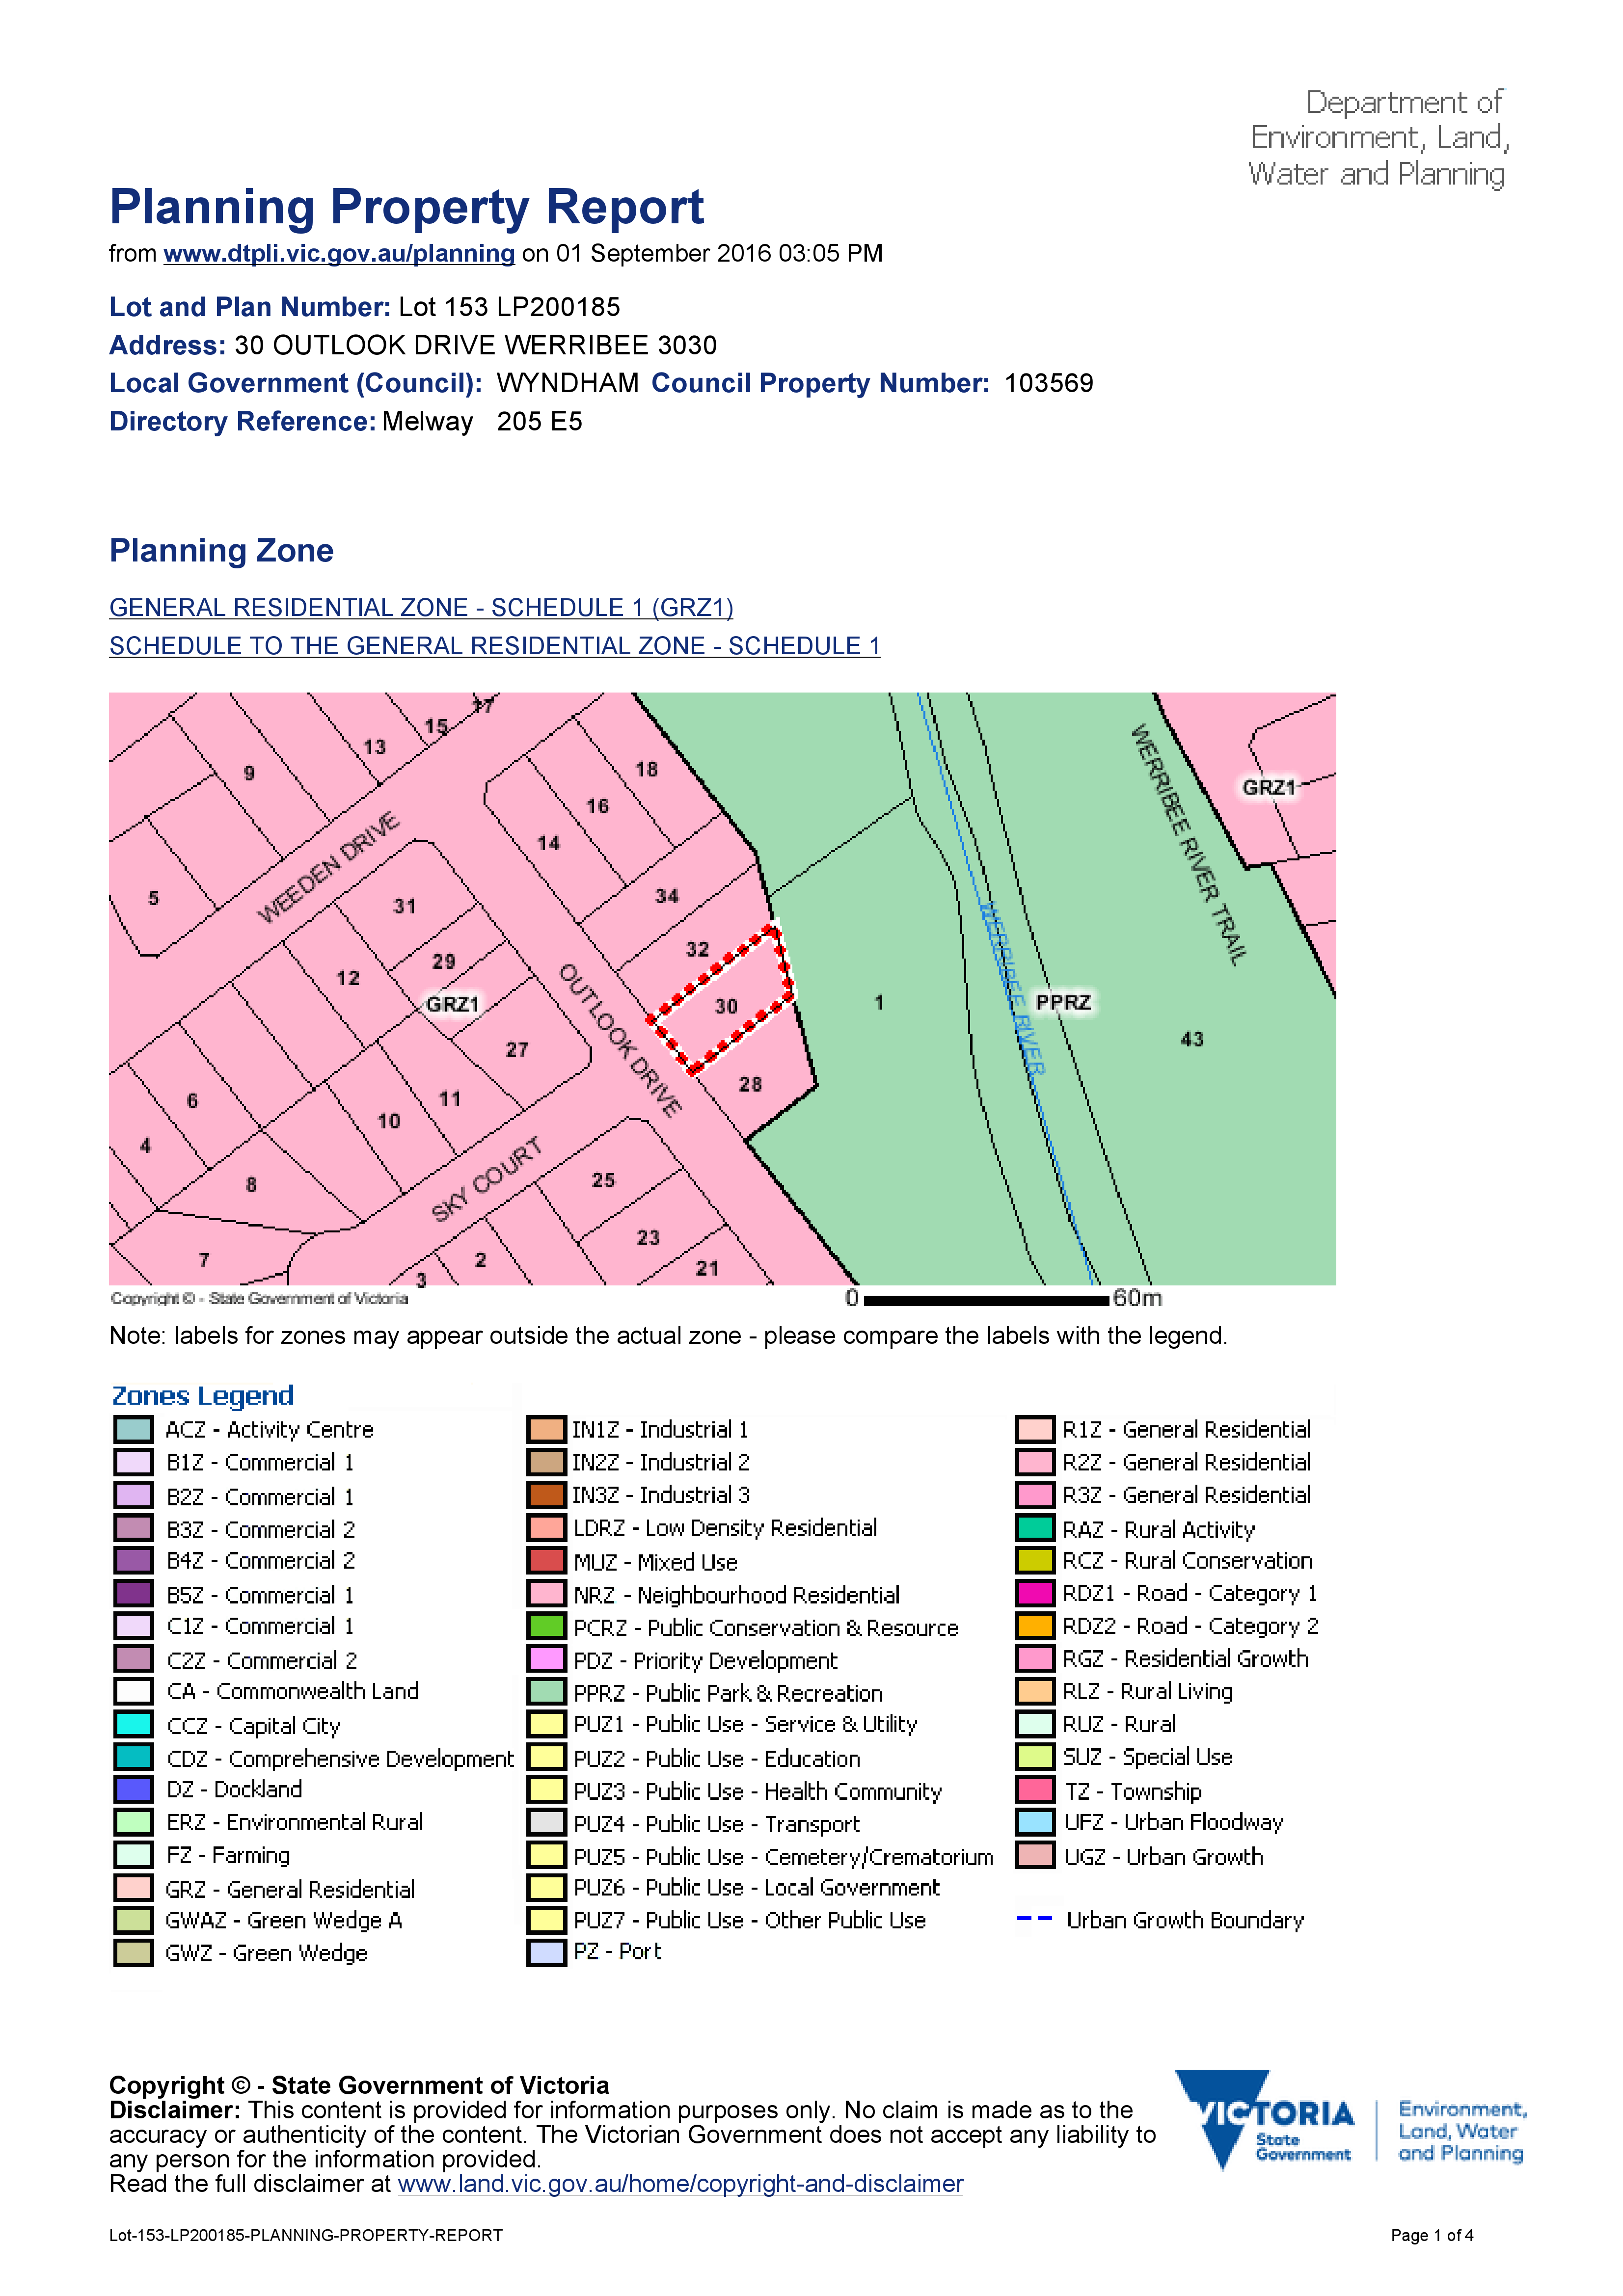 Department of
Environment, Land,
Water and Planning
Planning Property Report
from www.dtpli.vic.gov.au/planning on 01 September 2016 03:05 PM
Lot and Plan Number: Lot 153 LP200185
Address: 30 OUTLOOK DRIVE WERRIBEE 3030
Local Government (Council): WYNDHAM Council Property Number: 103569
Directory Reference: Melway 205 E5
Planning Zone
GENERAL RESIDENTIAL ZONE - SCHEDULE 1 (GRZ1)
SCHEDULE TO THE GENERAL RESIDENTIAL ZONE - SCHEDULE 1
17
15
13
9
18
16
14
5
WEEDEN DRIVE
31
34
WERRIBEE RIVER TRAIL
GRZ1
29
12
GRZ1
32
30
OUTLOOK DRIVE
1
WERRIBEE RIVER
PPRZ
43
27
28
6
11
10
4
8
SKY COURT
25
23
7
2
21
3
Copyright © - State Government of Victoria
0 60m
Note: labels for zones may appear outside the actual zone - please compare the labels with the legend.
Zones Legend
ACZ - Activity Centre
B1Z - Commercial 1
B2Z - Commercial 1
B3Z - Commercial 2
B4Z - Commercial 2
B5Z - Commercial 1
C1Z - Commercial 1
C2Z - Commercial 2
CA - Commonwealth Land
CCZ - Capital City
CDZ - Comprehensive Development
DZ - Dockland
ERZ - Environmental Rural
FZ - Farming
GRZ - General Residential
GWAZ - Green Wedge A
GWZ - Green Wedge
IN1Z - Industrial 1
IN2Z - Industrial 2
IN3Z - Industrial 3
LDRZ - Low Density Residential
MUZ - Mixed Use
NRZ - Neighbourhood Residential
PCRZ - Public Conservation & Resource
PDZ - Priority Development
PPRZ - Public Park & Recreation
PUZ1 - Public Use - Service & Utility
PUZ2 - Public Use - Education
PUZ3 - Public Use - Health Community
PUZ4 - Public Use - Transport
PUZ5 - Public Use - Cemetery/Crematorium
PUZ6 - Public Use - Local Government
PUZ7 - Public Use - Other Public Use
PZ - Port
R1Z - General Residential
R2Z - General Residential
R3Z - General Residential
RAZ - Rural Activity
RCZ - Rural Conservation
RDZ1 - Road - Category 1
RDZ2 - Road - Category 2
RGZ - Residential Growth
RLZ - Rural Living
RUZ - Rural
SUZ - Special Use
TZ - Township
UFZ - Urban Floodway
UGZ - Urban Growth
Urban Growth Boundary
Copyright © - State Government of Victoria
Disclaimer: This content is provided for information purposes only. No claim is made as to the
accuracy or authenticity of the content. The Victorian Government does not accept any liability to
any person for the information provided.
Read the full disclaimer at www.land.vic.gov.au/home/copyright-and-disclaimer
VICTORIA
State
Government
Environment,
Land, Water
and Planning
Lot-153-LP200185-PLANNING-PROPERTY-REPORT
Page 1 of 4